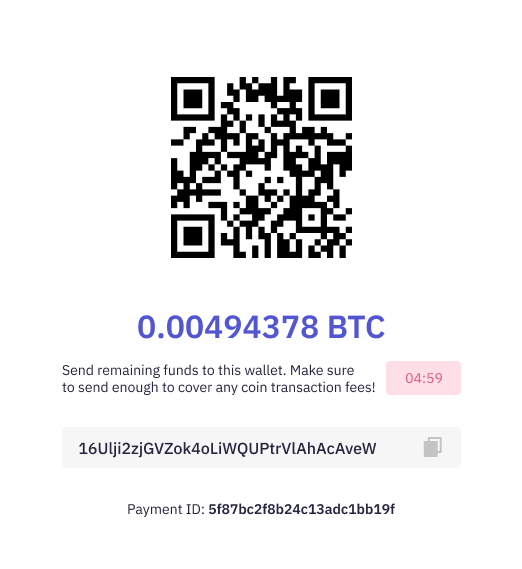 0.00494378 BTC
Send remaining funds to this wallet. Make sure
to send enough to cover any coin transaction fees!
04:59
16Ulji2zjGVZok4oLiWQUPtrVlAhAcAveW
Payment ID: 5f87bc2f8b24c13adc1bb19f